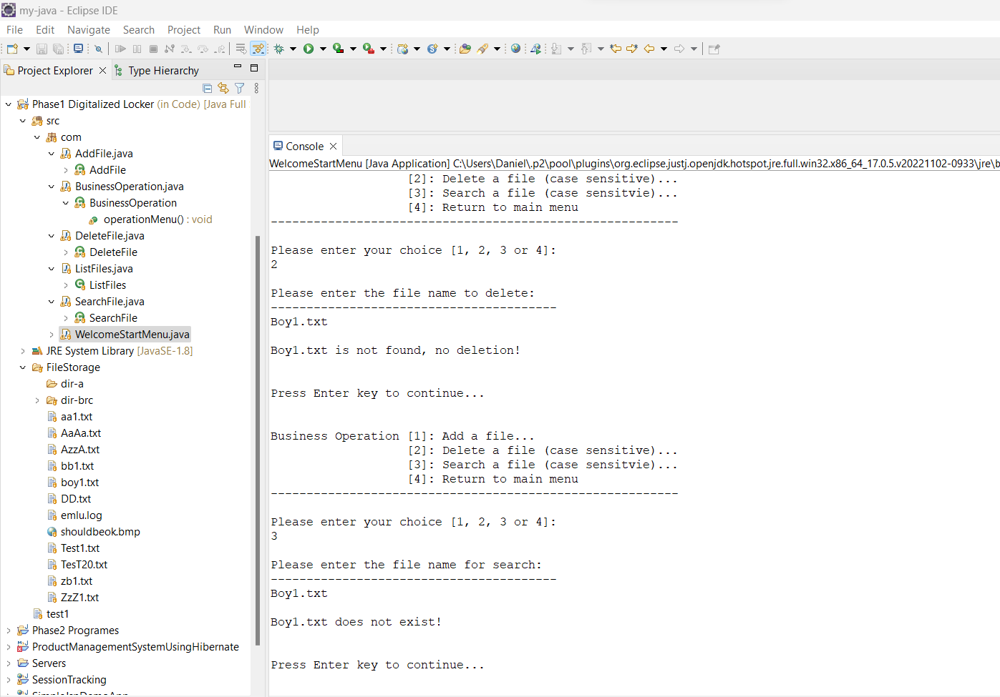 my-java - Eclipse IDE
File Edit Navigate Search Project Run Window Help
Project Explorer Type Hierarchy
Phase1 Digitalized Locker (in Code) [Java Full
src
com
AddFile.java
AddFile
BusinessOperation.java
BusinessOperation
operationMenu() : void
DeleteFile.java
DeleteFile
ListFiles.java
ListFiles
SearchFile.java
SearchFile
WelcomeStartMenu.java
JRE System Library [JavaSE-1.8]
FileStorage
dir-a
dir-brc
aa1.txt
AaAa.txt
AzzA.txt
bb1.txt
boy1.txt
DD.txt
emlu.log
shouldbeok.bmp
Test1.txt
TesT20.txt
zb1.txt
ZzZ1.txt
test1
Phase2 Programes
ProductManagementSystemUsingHibernate
Servers
SessionTracking
SimpleJspDemoApp
Console
WelcomeStartMenu [Java Application] C:\Users\Daniel\.p2\pool\plugins\org.eclipse.justj.openjdk.hotspot.jre.full.win32.x86_64_17.0.5.v20221102-0933\jre\b
[2]: Delete a file (case sensitive)...
[3]: Search a file (case sensitvie)...
[4]: Return to main menu
---------------------------------------------------------
Please enter your choice [1, 2, 3 or 4]:
2
Please enter the file name to delete:
----------------------------------------
Boy1.txt
Boy1.txt is not found, no deletion!
Press Enter key to continue...
Business Operation [1]: Add a file...
[2]: Delete a file (case sensitive)...
[3]: Search a file (case sensitvie)...
[4]: Return to main menu
---------------------------------------------------------
Please enter your choice [1, 2, 3 or 4]:
3
Please enter the file name for search:
----------------------------------------
Boy1.txt
Boy1.txt does not exist!
Press Enter key to continue...